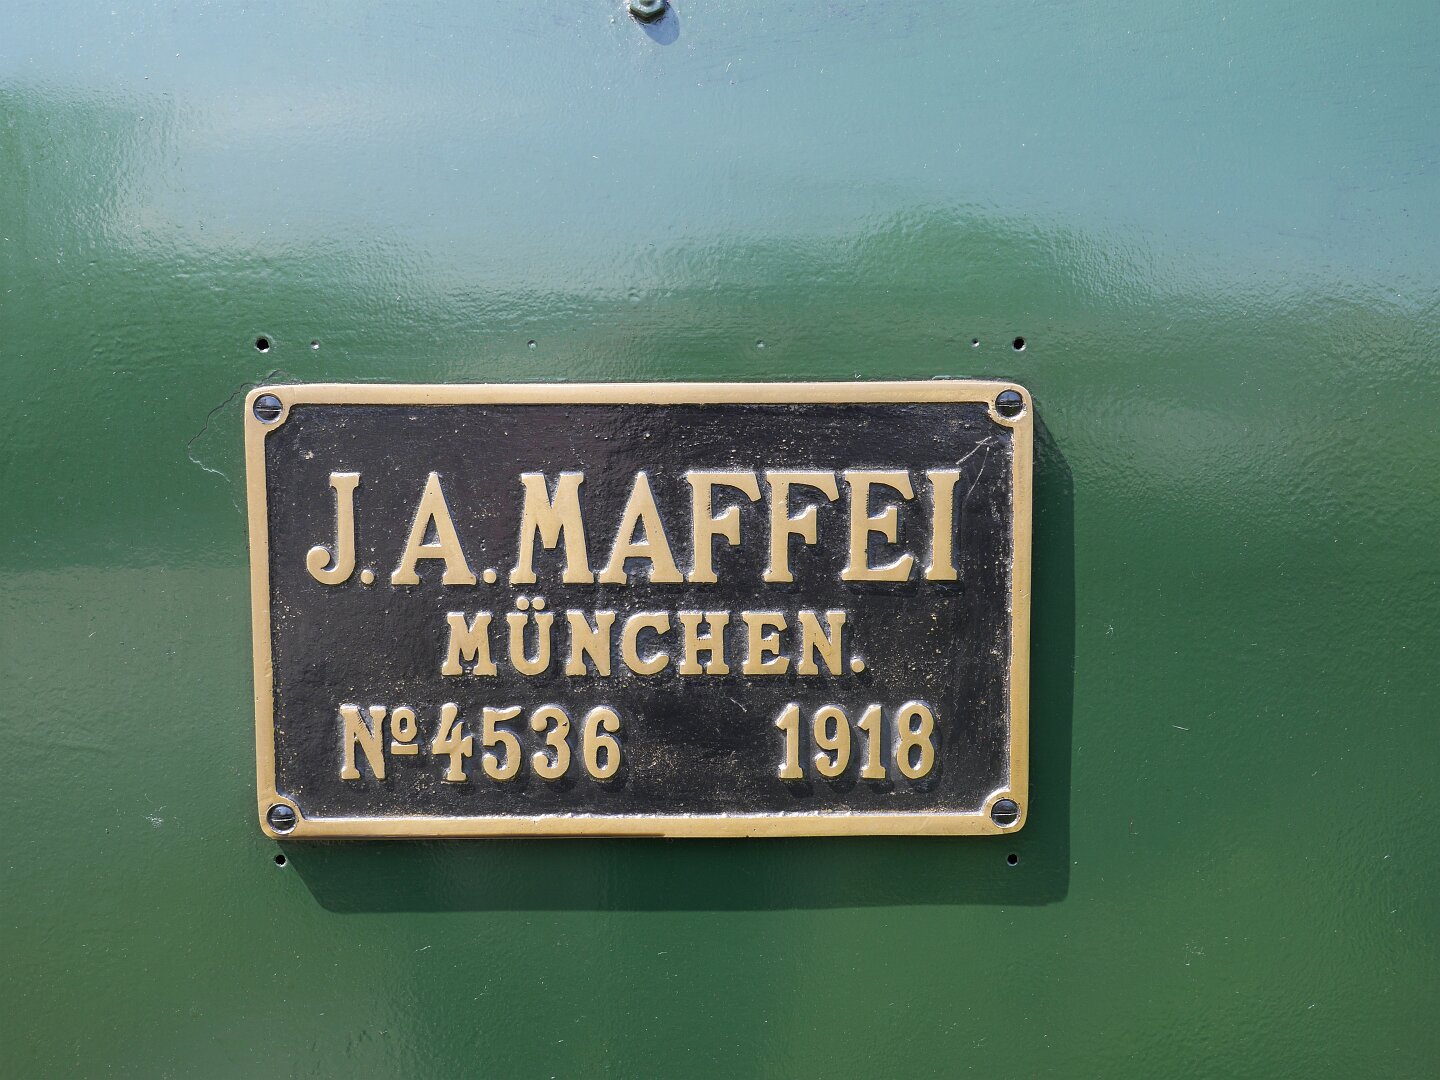 J.A.MAFFEI
MÜNCHEN.
Nº 4536 1918